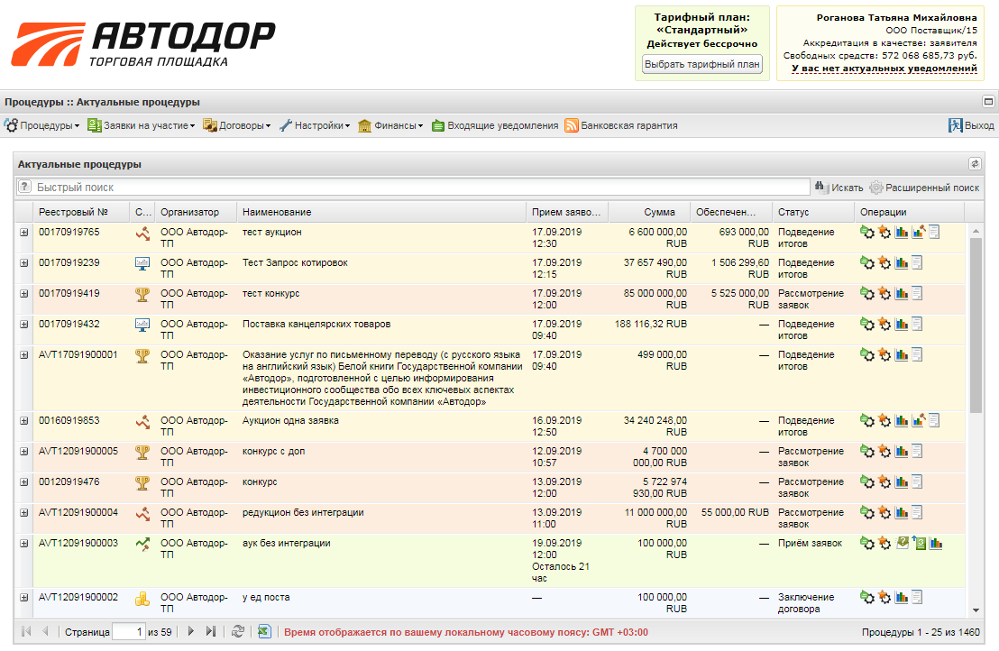 АВТОДОР
ТОРГОВАЯ ПЛОЩАДКА
Тарифный план:
«Стандартный»
Действует бессрочно
Выбрать тарифный план
Роганова Татьяна Михайловна
ООО Поставщик/15
Аккредитация в качестве: заявителя
Свободных средств: 572 068 685,73 руб.
У вас нет актуальных уведомлений
Процедуры :: Актуальные процедуры
Процедуры Заявки на участие Договоры Настройки Финансы Входящие уведомления Банковская гарантия Выход
Актуальные процедуры
? Быстрый поиск Искать Расширенный поиск
Реестровый № С... Организатор Наименование Прием заяво... Сумма Обеспечен... Статус Операции
00170919765 ООО Автодор- тест аукцион 17.09.2019 6 600 000,00 693 000,00 Подведение
ТП 12:30 RUB RUB итогов
00170919239 ООО Автодор- Тест Запрос котировок 17.09.2019 37 657 490,00 1 506 299,60 Подведение
ТП 12:15 RUB RUB итогов
00170919419 ООО Автодор- тест конкурс 17.09.2019 85 000 000,00 5 525 000,00 Рассмотрение
ТП 12:00 RUB RUB заявок
00170919432 ООО Автодор- Поставка канцелярских товаров 17.09.2019 188 116,32 RUB — Подведение
ТП 09:40 итогов
AVT17091900001 ООО Автодор- Оказание услуг по письменному переводу (с русского языка 17.09.2019 499 000,00 — Подведение
ТП на английский язык) Белой книги Государственной компании 09:40 RUB итогов
«Автодор», подготовленной с целью информирования
инвестиционного сообщества обо всех ключевых аспектах
деятельности Государственной компании «Автодор»
00160919853 ООО Автодор- Аукцион одна заявка 16.09.2019 34 240 248,00 — Подведение
ТП 12:50 RUB итогов
AVT12091900005 ООО Автодор- конкурс с доп 12.09.2019 4 700 000 — Рассмотрение
ТП 10:57 000,00 RUB заявок
00120919476 ООО Автодор- конкурс 13.09.2019 5 722 974 — Рассмотрение
ТП 12:00 930,00 RUB заявок
AVT12091900004 ООО Автодор- редукцион без интеграции 13.09.2019 11 000 000,00 55 000,00 RUB Рассмотрение
ТП 11:00 RUB заявок
AVT12091900003 ООО Автодор- аук без интеграции 19.09.2019 100 000,00 — Приём заявок
ТП 12:00 RUB
Осталось 21
час
AVT12091900002 ООО Автодор- у ед поста — 100 000,00 — Заключение
ТП RUB договора
Страница 1 из 59 Время отображается по вашему локальному часовому поясу: GMT +03:00 Процедуры 1 - 25 из 1460